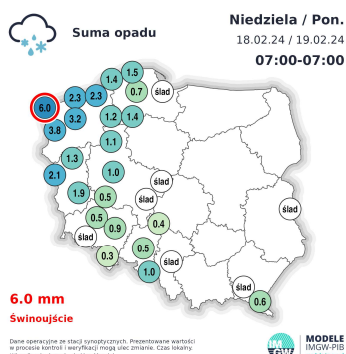 Suma opadu
Niedziela / Pon.
18.02.24 / 19.02.24
07:00-07:00
1.4
1.5
0.7
ślad
2.3
2.3
6.0
3.2
1.2
1.4
3.8
1.1
1.3
1.0
2.1
ślad
1.9
0.5
ślad
ślad
0.5
0.9
0.4
ślad
0.5
0.3
ślad
1.0
ślad
0.6
6.0 mm
Świnoujście
Dane operacyjne ze stacji synoptycznych. Prezentowane wartości
w procesie kontroli i weryfikacji mogą ulec zmianie. Czas lokalny.
IM
GW
MODELE
IMGW-PIB